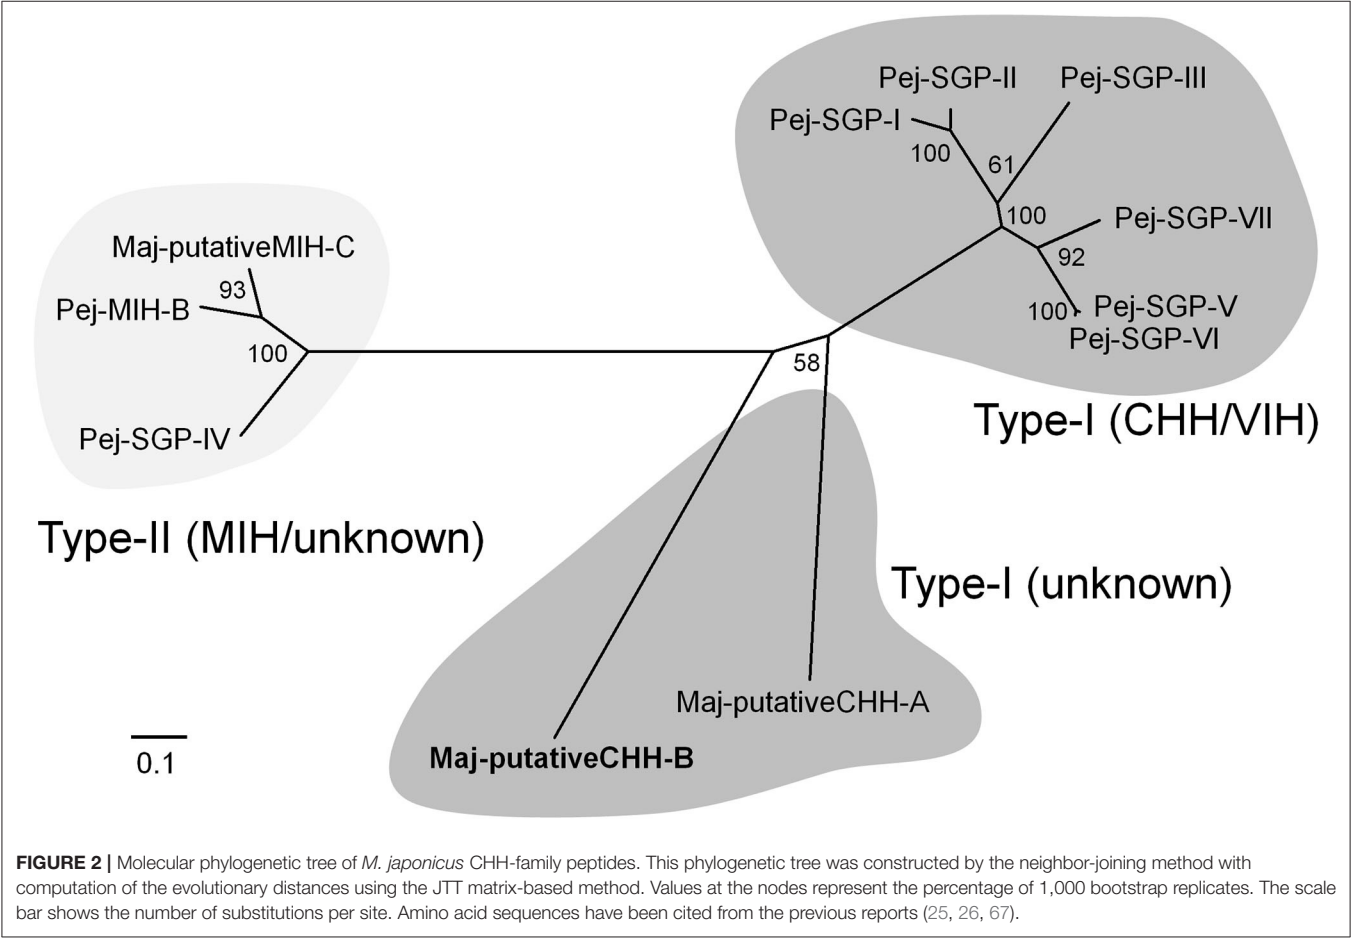 Pej-SGP-II
Pej-SGP-III
Pej-SGP-I
100
61
100
Pej-SGP-VII
92
100
Pej-SGP-V
Pej-SGP-VI
Type-I (CHH/VIH)
Maj-putativeMIH-C
93
Pej-MIH-B
100
Pej-SGP-IV
Type-II (MIH/unknown)
58
Type-I (unknown)
Maj-putativeCHH-A
Maj-putativeCHH-B
0.1
FIGURE 2 | Molecular phylogenetic tree of M. japonicus CHH-family peptides. This phylogenetic tree was constructed by the neighbor-joining method with
computation of the evolutionary distances using the JTT matrix-based method. Values at the nodes represent the percentage of 1,000 bootstrap replicates. The scale
bar shows the number of substitutions per site. Amino acid sequences have been cited from the previous reports (25, 26, 67).